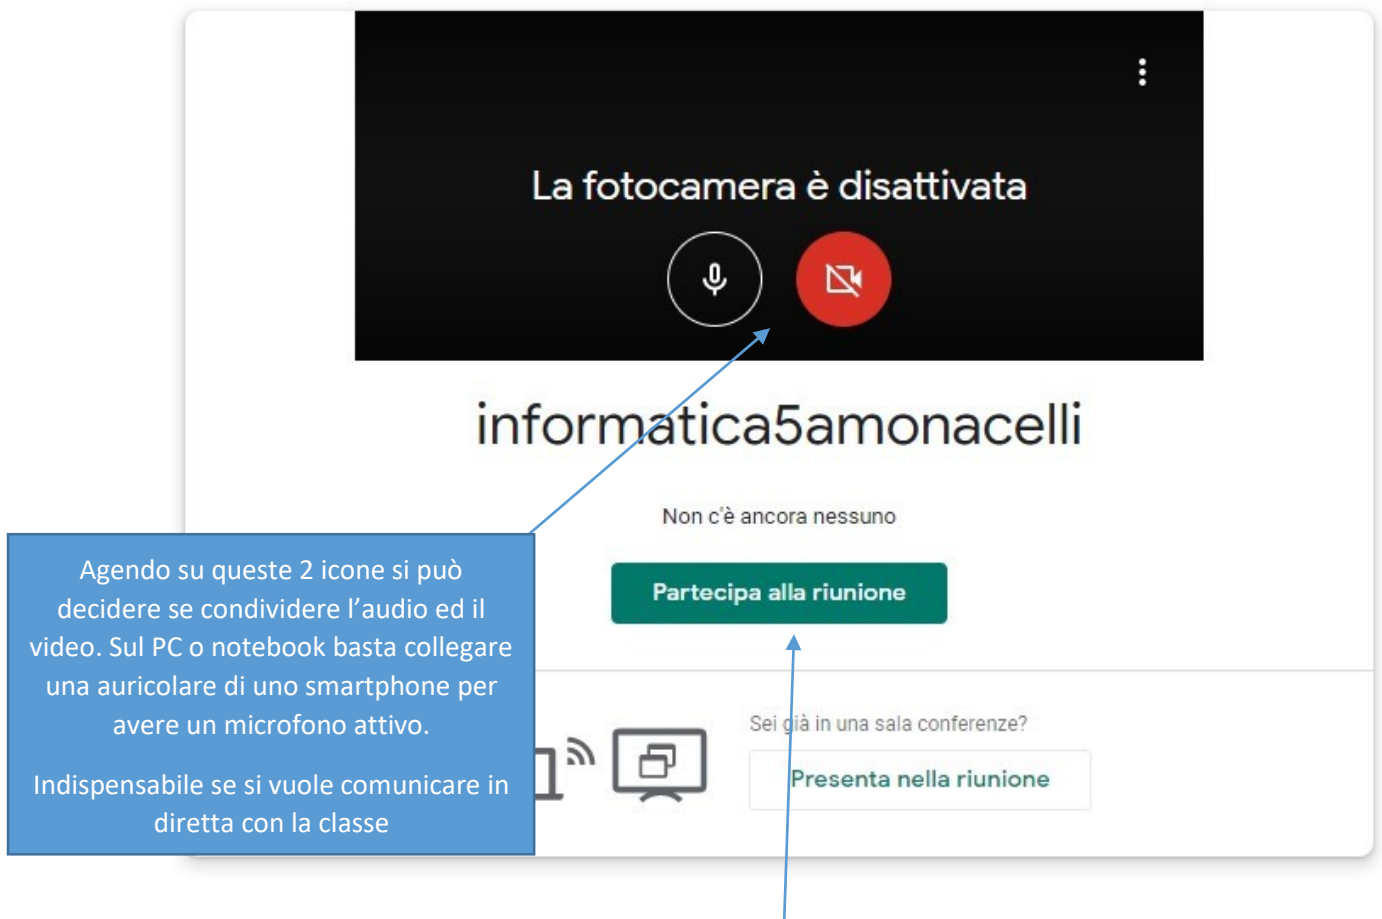 La fotocamera è disattivata
informatica5amonacelli
Non c'è ancora nessuno
Partecipa alla riunione
Agendo su queste 2 icone si può
decidere se condividere l’audio ed il
video. Sul PC o notebook basta collegare
una auricolare di uno smartphone per
avere un microfono attivo.
Indispensabile se si vuole comunicare in
diretta con la classe
Sei già in una sala conferenze?
Presenta nella riunione